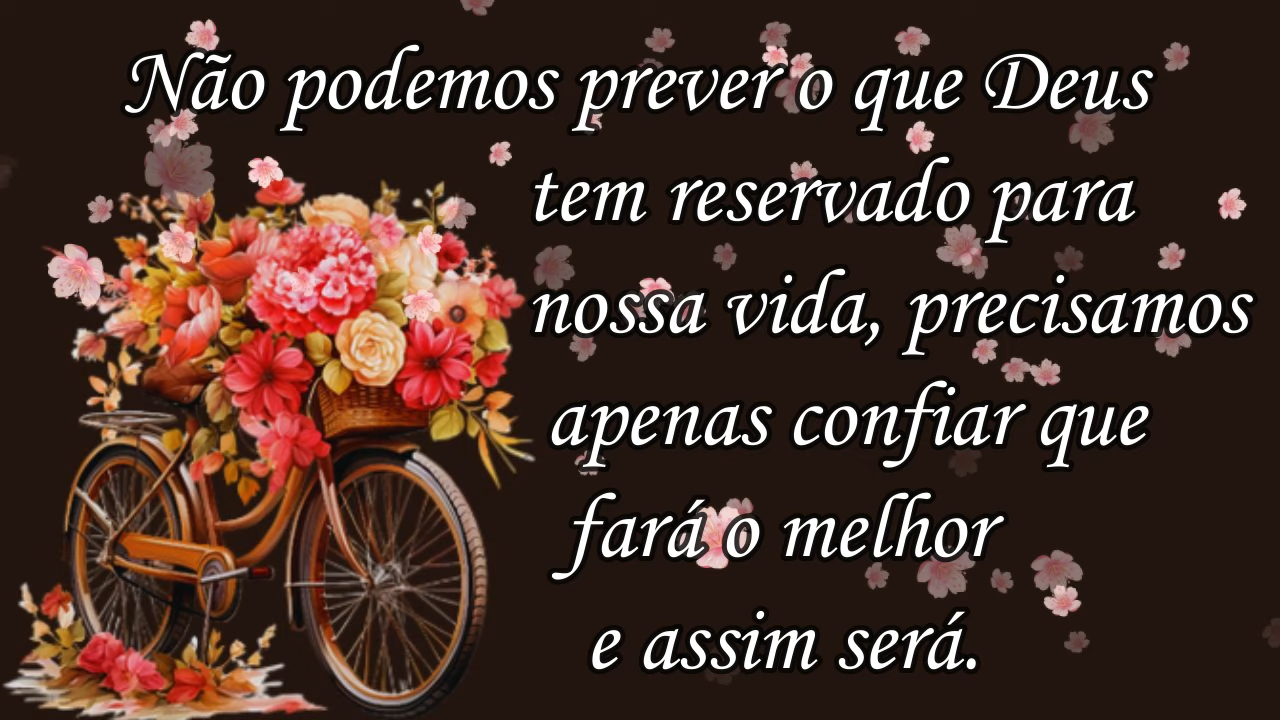 Não podemos prever o que Deus
tem reservado para
nossa vida, precisamos
apenas confiar que
fará o melhor
e assim será.